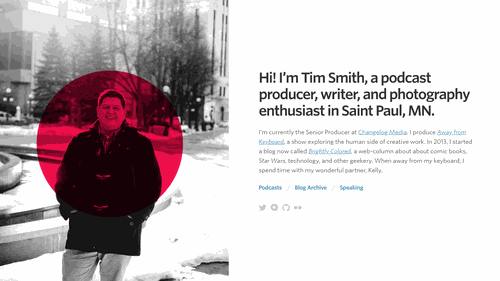 Hi! I'm Tim Smith, a podcast
producer, writer, and photography
enthusiast in Saint Paul, MN.
I'm currently the Senior Producer at Changelog Media. I produce Away from
Keyboard, a show exploring the human side of creative work. In 2013, I started
a blog now called Brightly Colored, a web-column about about comic books,
Star Wars, technology, and other geekery. When away from my keyboard, I
spend time with my wonderful partner, Kelly.
Podcasts / Blog Archive / Speaking